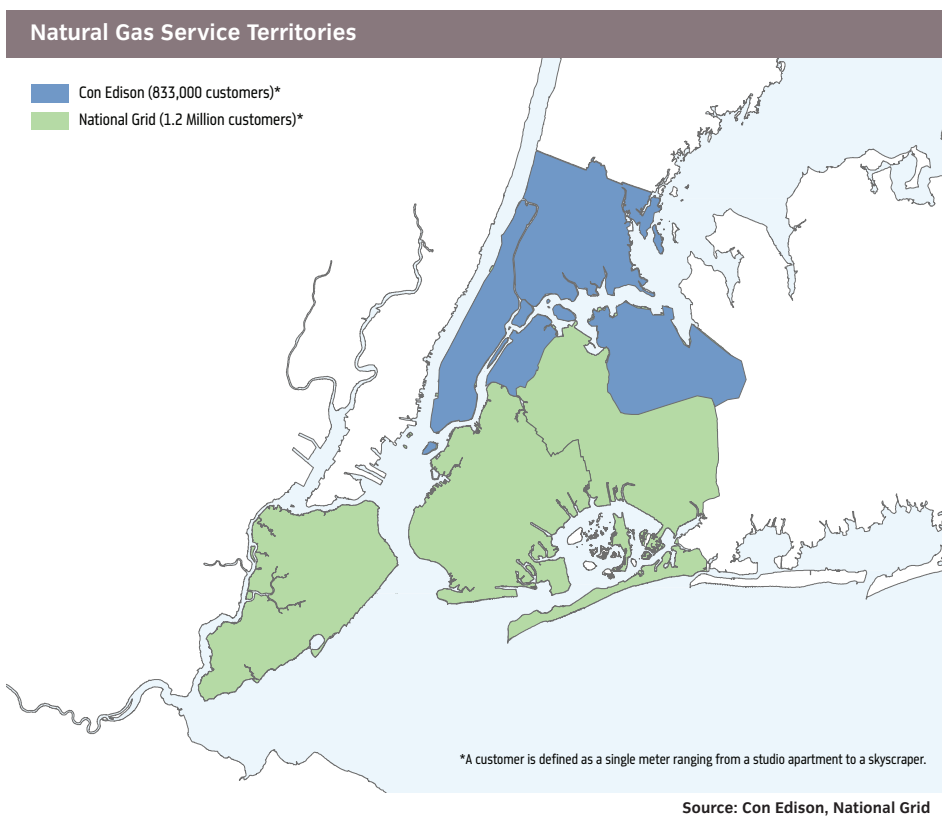 Natural Gas Service Territories
Con Edison (833,000 customers)*
National Grid (1.2 Million customers)*
*A customer is defined as a single meter ranging from a studio apartment to a skyscraper.
Source: Con Edison, National Grid